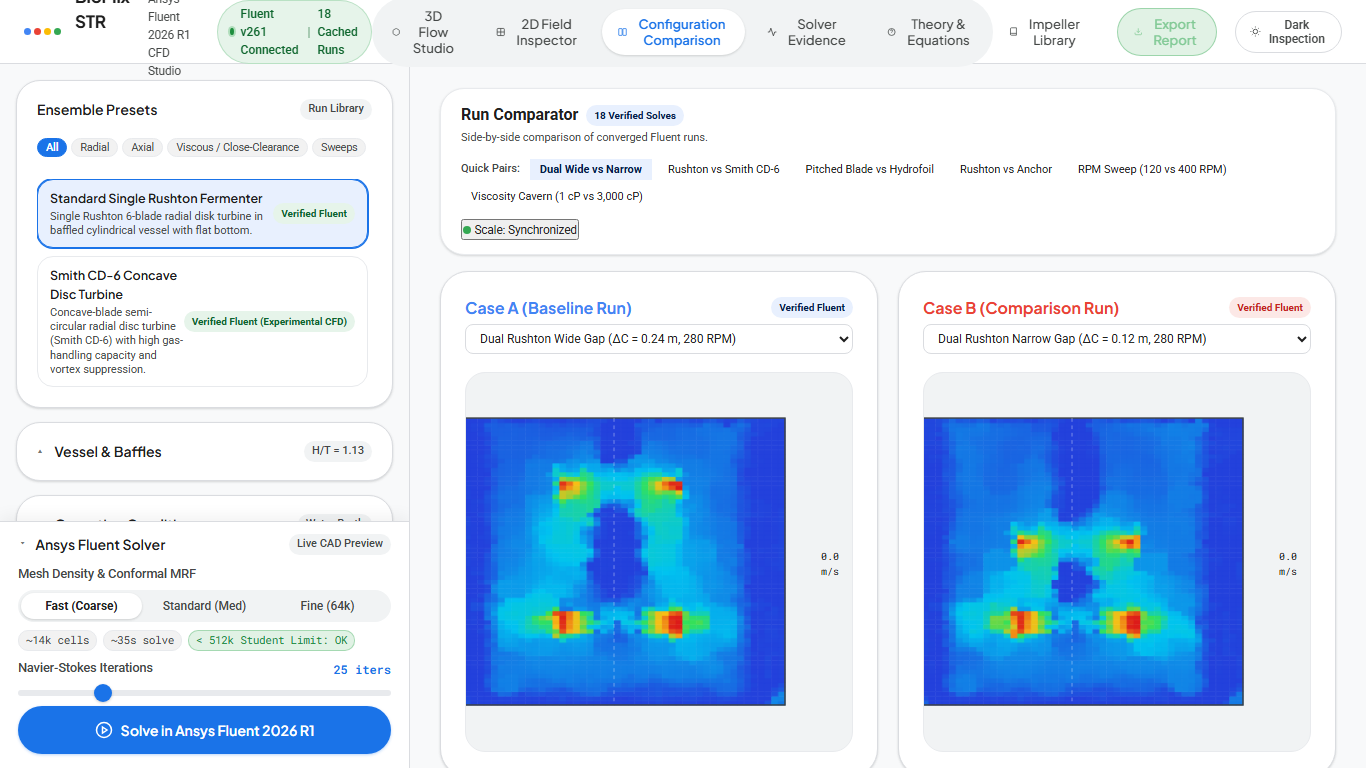 STR
Fluent
2026 R1
CFD
Studio
Fluent
v261
Connected
|
18
Cached
Runs
3D
Flow
Studio
2D Field
Inspector
Configuration
Comparison
Solver
Evidence
Theory &
Equations
Impeller
Library
Export
Report
Dark
Inspection
Ensemble Presets
Run Library
All
Radial
Axial
Viscous / Close-Clearance
Sweeps
Standard Single Rushton Fermenter
Single Rushton 6-blade radial disk turbine in
baffled cylindrical vessel with flat bottom.
Verified Fluent
Smith CD-6 Concave
Disc Turbine
Concave-blade semi-
circular radial disc turbine
(Smith CD-6) with high gas-
handling capacity and
vortex suppression.
Verified Fluent (Experimental CFD)
Vessel & Baffles
H/T = 1.13
Ansys Fluent Solver
Live CAD Preview
Mesh Density & Conformal MRF
Fast (Coarse)
Standard (Med)
Fine (64k)
~14k cells
~35s solve
< 512k Student Limit: OK
Navier-Stokes Iterations
25 iters
Solve in Ansys Fluent 2026 R1
Run Comparator
18 Verified Solves
Side-by-side comparison of converged Fluent runs.
Quick Pairs:
Dual Wide vs Narrow
Rushton vs Smith CD-6
Pitched Blade vs Hydrofoil
Rushton vs Anchor
RPM Sweep (120 vs 400 RPM)
Viscosity Cavern (1 cP vs 3,000 cP)
Scale: Synchronized
Case A (Baseline Run)
Verified Fluent
Dual Rushton Wide Gap (ΔC = 0.24 m, 280 RPM)
0.0
m/s
Case B (Comparison Run)
Verified Fluent
Dual Rushton Narrow Gap (ΔC = 0.12 m, 280 RPM)
0.0
m/s